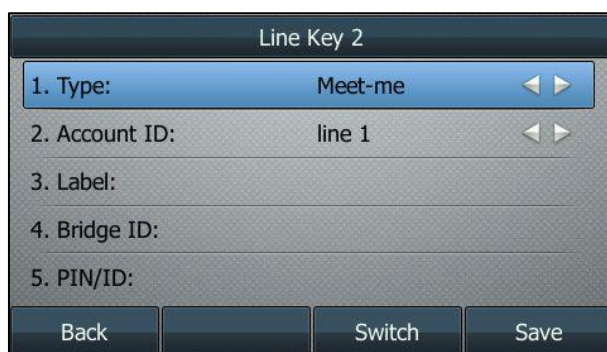 Line Key 2
1. Type: Meet-me
2. Account ID: line 1
3. Label:
4. Bridge ID:
5. PIN/ID:
Back Switch Save